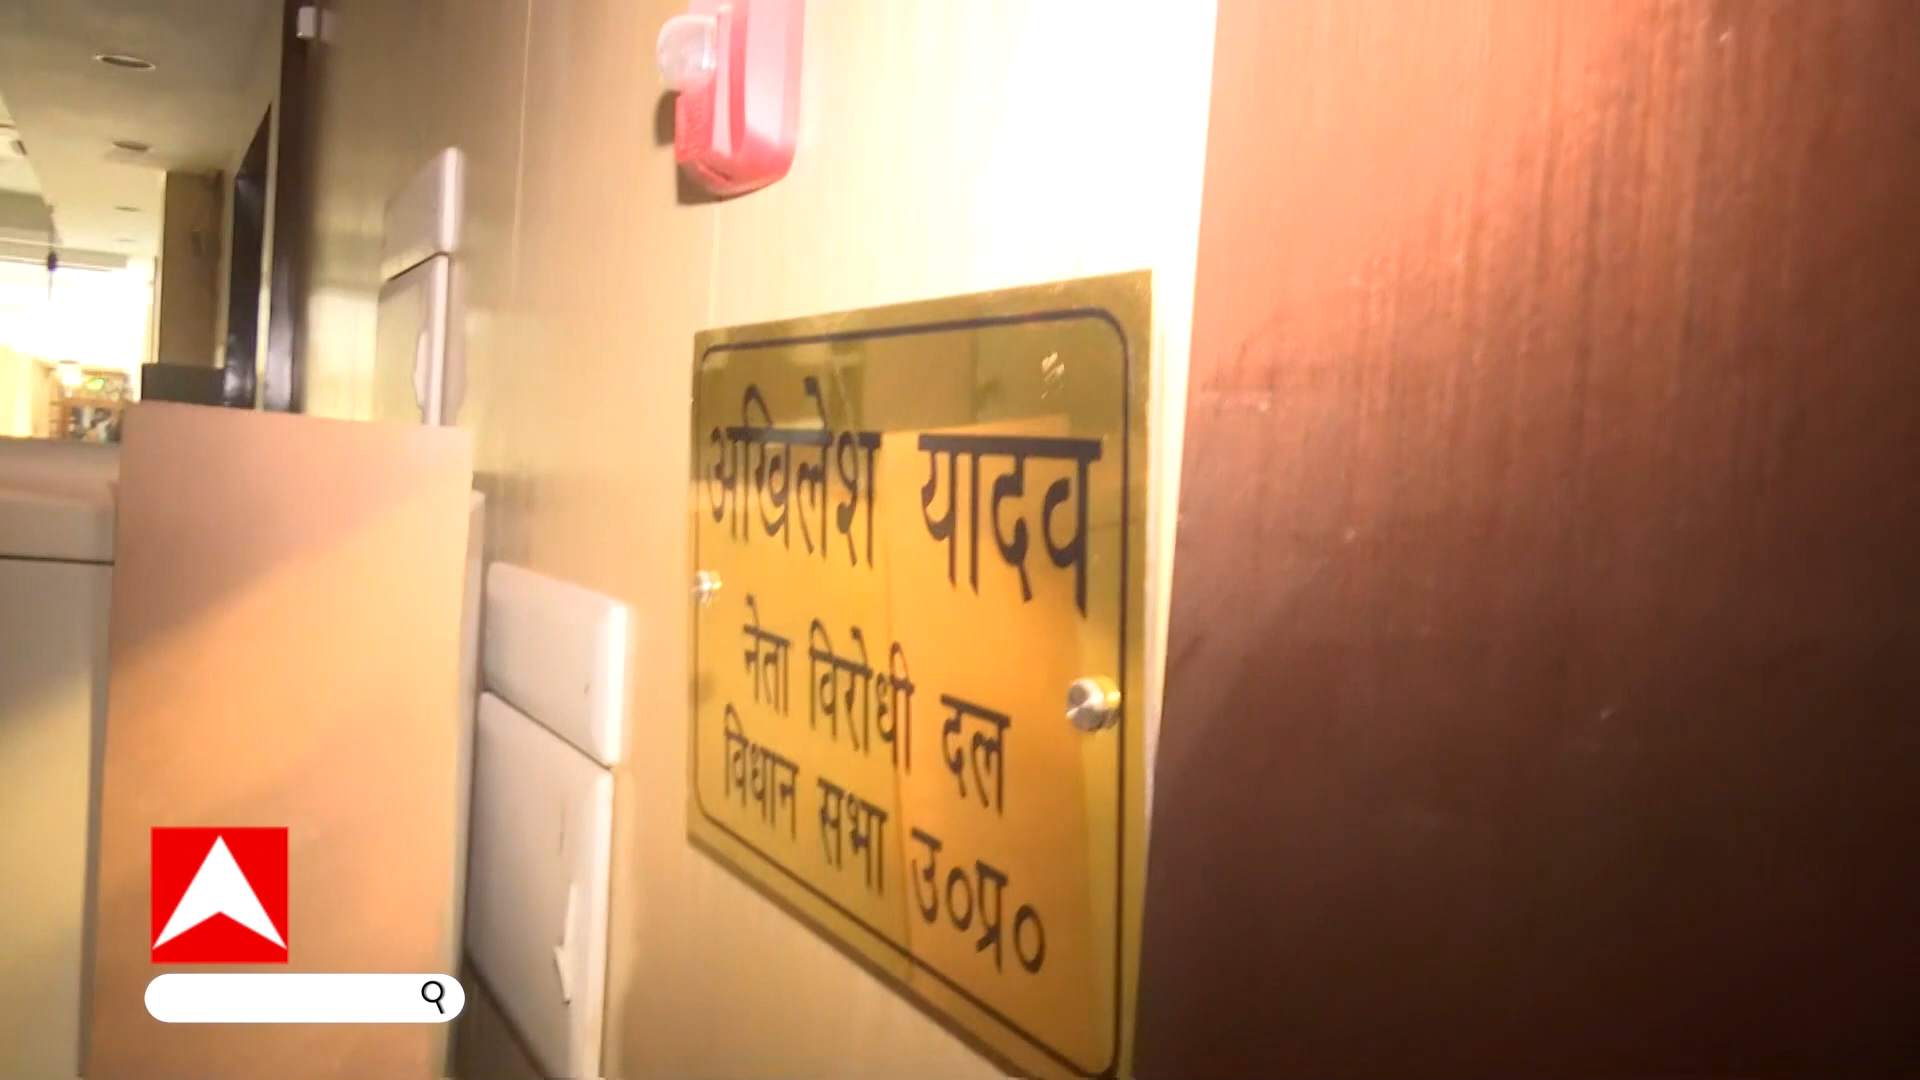 अखिलेश यादव
नेता विरोधी दल
विधान सभा उ०प्र०